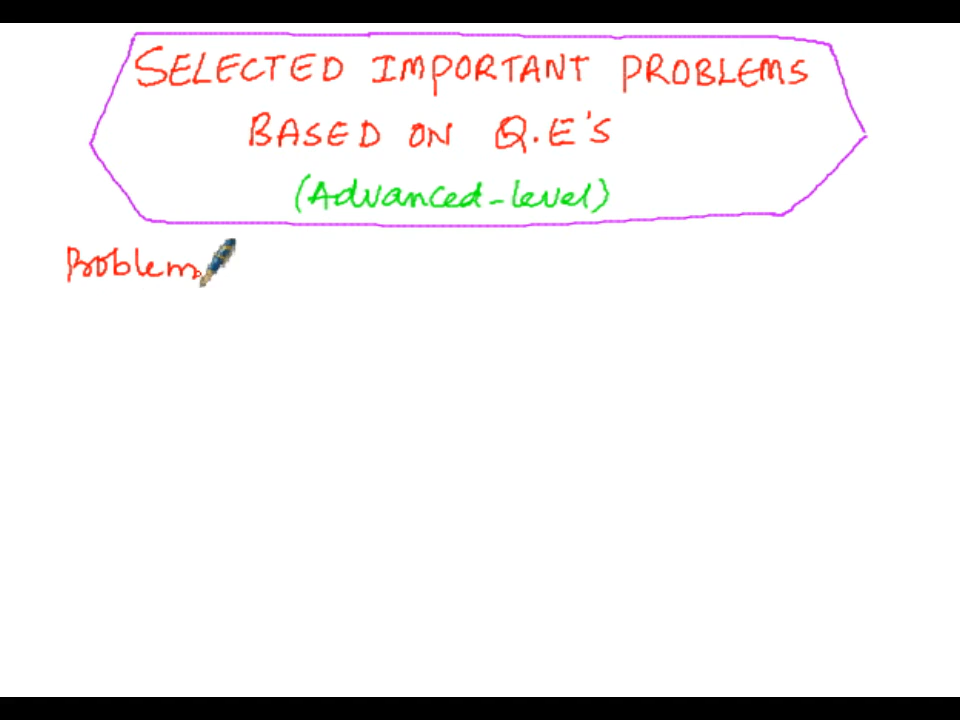 SELECTED IMPORTANT PROBLEMS
BASED ON Q.E'S
(Advanced-level)
Problem